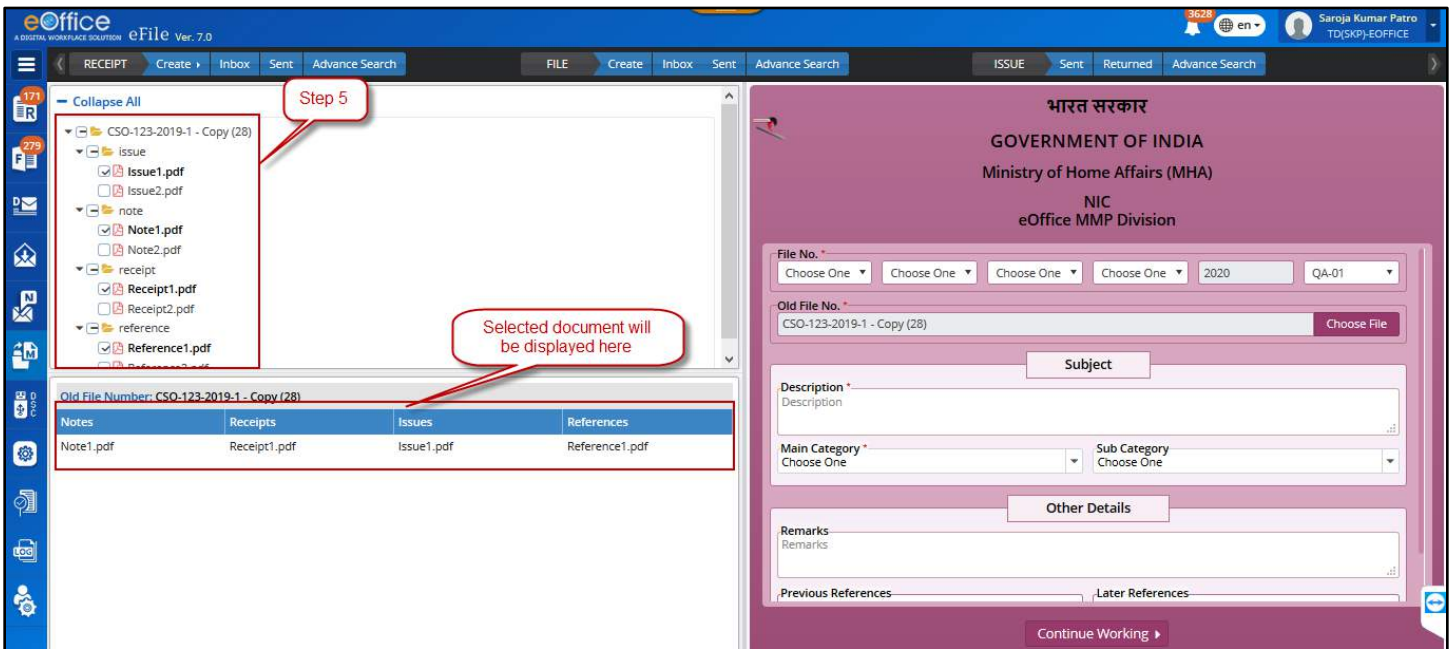 eOffice
A DIGITAL WORKPLACE SOLUTION eFile Ver. 7.0
3628
en
Saroja Kumar Patro
TD(SKP)-EOFFICE
RECEIPT Create Inbox Sent Advance Search FILE Create Inbox Sent Advance Search ISSUE Sent Returned Advance Search
171
R
279
F
D
N
M
DSC
LOG
Collapse All
Step 5
CSO-123-2019-1 - Copy (28)
issue
Issue1.pdf
Issue2.pdf
note
Note1.pdf
Note2.pdf
receipt
Receipt1.pdf
Receipt2.pdf
reference
Reference1.pdf
Selected document will
be displayed here
Old File Number: CSO-123-2019-1 - Copy (28)
Notes Receipts Issues References
Note1.pdf Receipt1.pdf Issue1.pdf Reference1.pdf
भारत सरकार
GOVERNMENT OF INDIA
Ministry of Home Affairs (MHA)
NIC
eOffice MMP Division
File No. *
Choose One Choose One Choose One Choose One 2020 QA-01
Old File No. *
CSO-123-2019-1 - Copy (28) Choose File
Subject
Description *
Description
Main Category * Sub Category
Choose One Choose One
Other Details
Remarks
Remarks
Previous References Later References
Continue Working